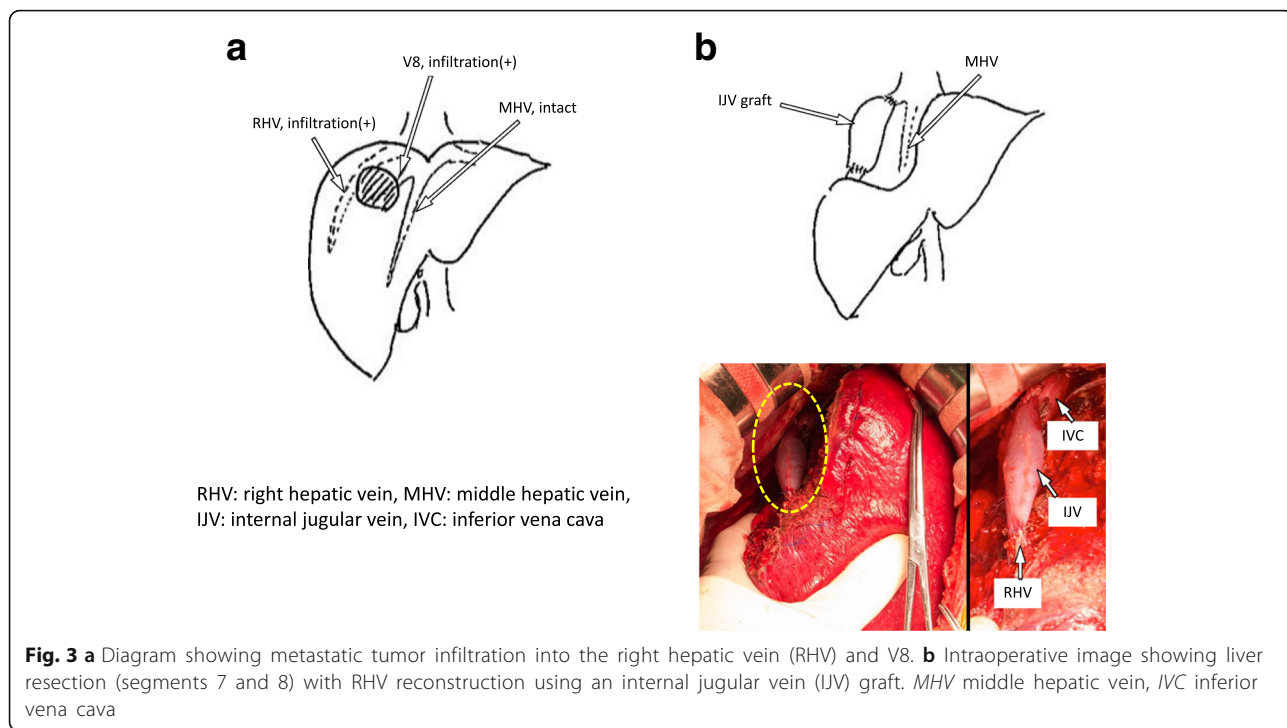 a
V8, infiltration(+)
RHV, infiltration(+)
MHV, intact
b
MHV
IJV graft
IVC
IJV
RHV
RHV: right hepatic vein, MHV: middle hepatic vein,
IJV: internal jugular vein, IVC: inferior vena cava
Fig. 3 a Diagram showing metastatic tumor infiltration into the right hepatic vein (RHV) and V8. b Intraoperative image showing liver
resection (segments 7 and 8) with RHV reconstruction using an internal jugular vein (IJV) graft. MHV middle hepatic vein, IVC inferior
vena cava